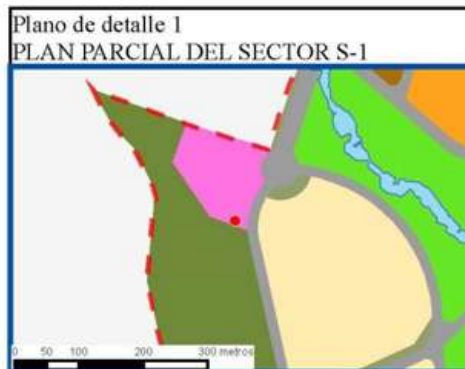 Plano de detalle 1
PLAN PARCIAL DEL SECTOR S-1
0 50 100 200 300 metros